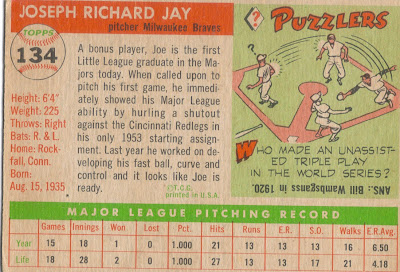 JOSEPH RICHARD JAY
pitcher Milwaukee Braves
TOPPS
134
Height: 6'4"
Weight: 225
Throws: Right
Bats: R. & L.
Home: Rock-
fall, Conn.
Born:
Aug. 15, 1935
A bonus player, Joe is the first
Little League graduate in the
Majors today. When called upon to
pitch his first game, he immedi-
ately showed his Major League
ability by hurling a shutout
against the Cincinnati Redlegs in
his only 1953 starting assign-
ment. Last year he worked on de-
veloping his fast ball, curve and
control and it looks like Joe is
ready.
©T.C.G.
printed in U.S.A.
?
PUZZLERS
WHO MADE AN UNASSIST-
ED TRIPLE PLAY
IN THE WORLD SERIES?
ANS.: Bill Wambsganss in 1920.
MAJOR LEAGUE PITCHING RECORD
Games Innings Won Lost Pct. Hits Runs E.R. S.O. Walks E.R.Avg.
Year 15 18 1 0 1.000 21 13 13 13 16 6.50
Life 18 28 2 0 1.000 27 13 13 17 21 4.18